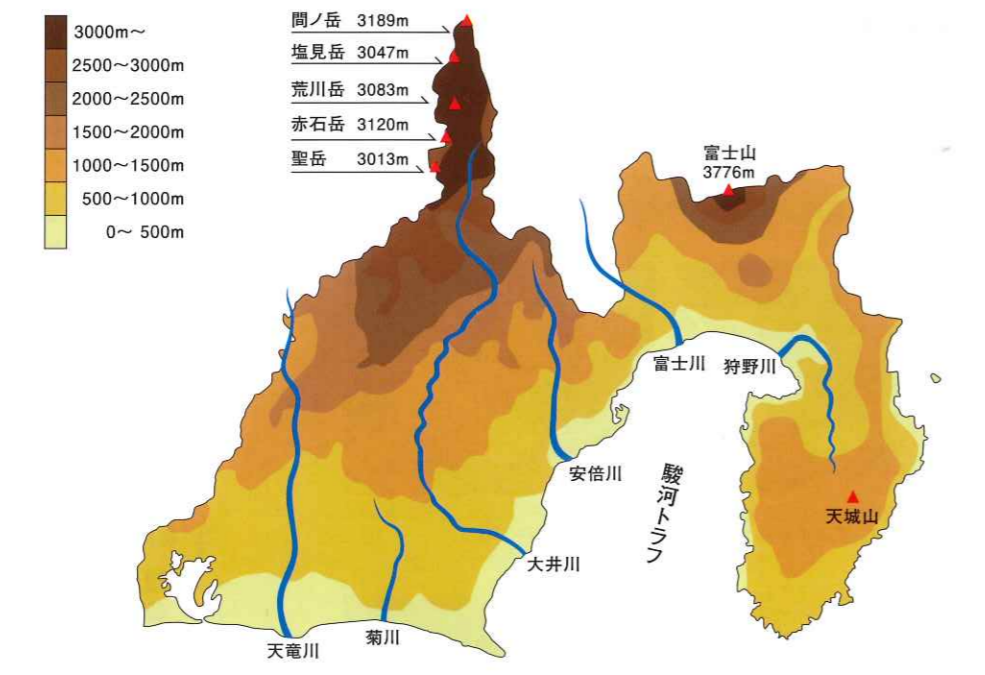 3000m～
2500～3000m
2000～2500m
1500～2000m
1000～1500m
500～1000m
0～ 500m
間ノ岳 3189m
塩見岳 3047m
荒川岳 3083m
赤石岳 3120m
聖岳 3013m
富士山
3776m
富士川
狩野川
安倍川
駿河トラフ
天城山
大井川
菊川
天竜川